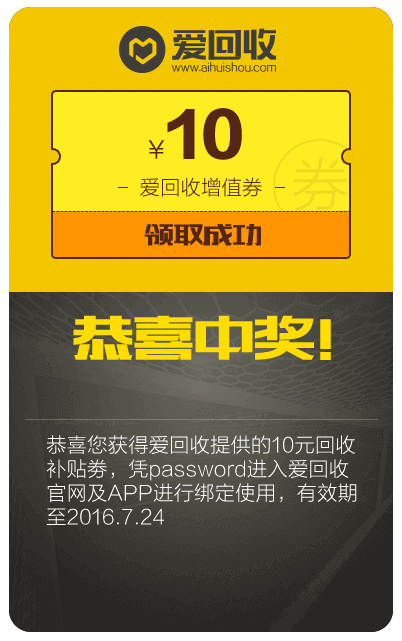 爱回收
www.aihuishou.com
¥10
券
- 爱回收增值券 -
领取成功
恭喜中奖!
恭喜您获得爱回收提供的10元回收
补贴券，凭password进入爱回收
官网及APP进行绑定使用，有效期
至2016.7.24